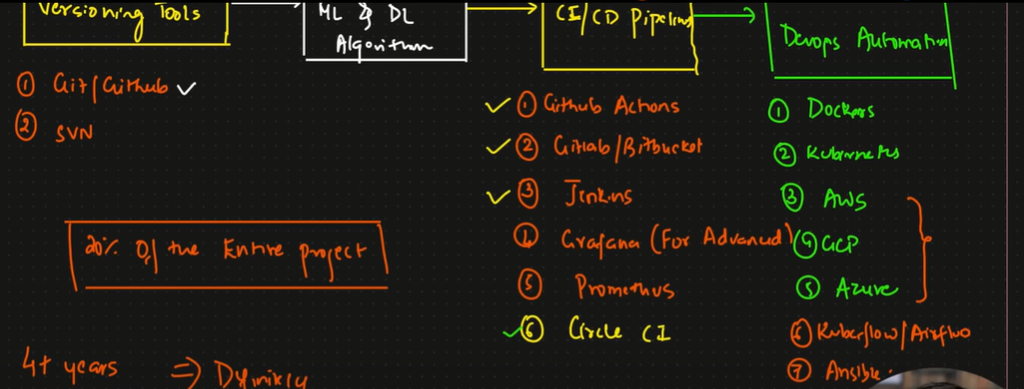 Versioning Tools
① Git/Github ✓
② SVN
20% Of the Entire project
4+ years ⇒
ML & DL
Algorithm
CI/CD Pipeline
✓ ① Github Actions
✓ ② Gitlab/Bitbucket
✓ ③ Jenkins
④ Grafana (For Advanced)
⑤ Promethus
✓ ⑥ Circle CI
Devops Automation
① Dockers
② Kubernetes
③ AWS
④ GCP
⑤ Azure
⑥ Kuberflow/Airflow
⑦ Ansible